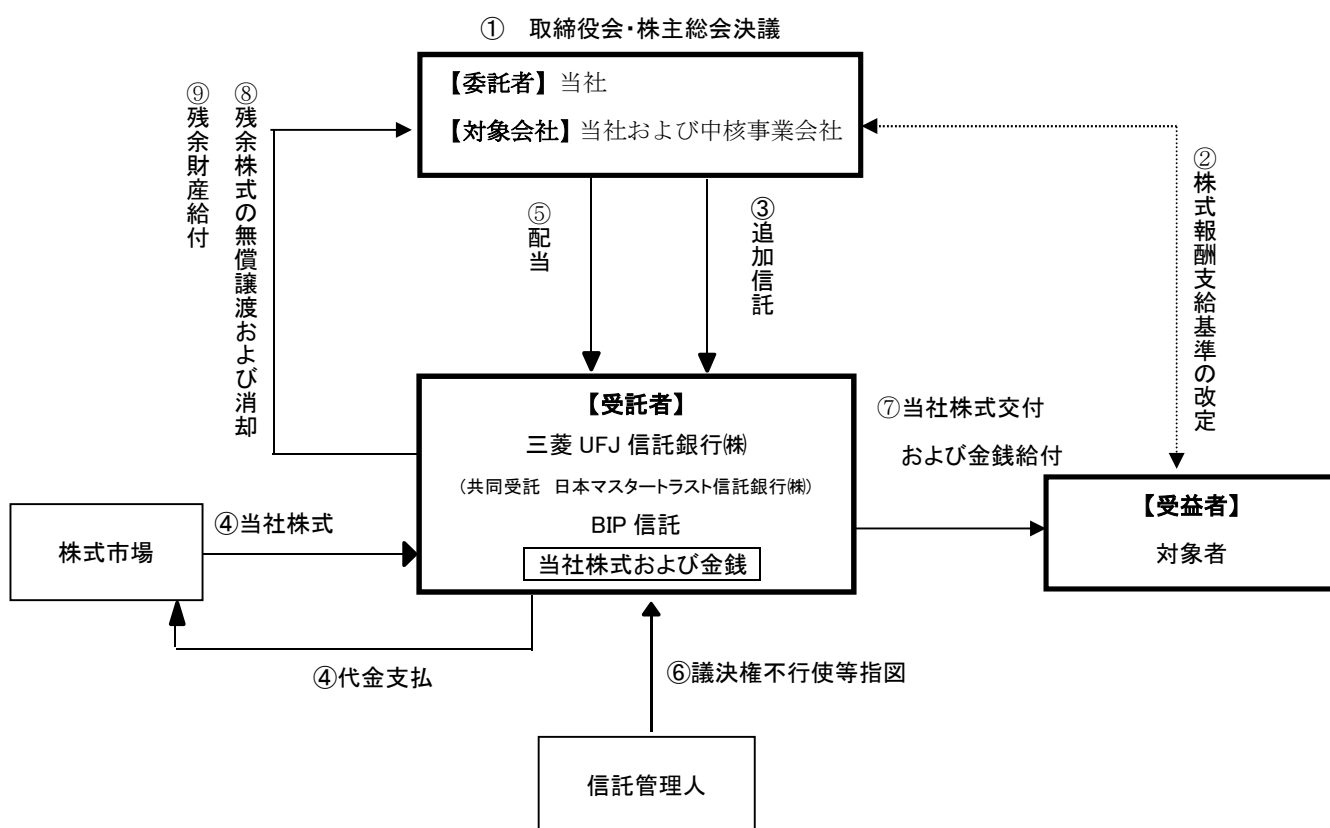 ① 取締役会・株主総会決議
【委託者】当社
【対象会社】当社および中核事業会社
⑨残余財産給付
⑧残余株式の無償譲渡および消却
⑤配当
③追加信託
②株式報酬支給基準の改定
【受託者】
三菱 UFJ 信託銀行㈱
(共同受託 日本マスタートラスト信託銀行㈱)
BIP 信託
当社株式および金銭
⑦当社株式交付
および金銭給付
【受益者】
対象者
株式市場
④当社株式
④代金支払
⑥議決権不行使等指図
信託管理人